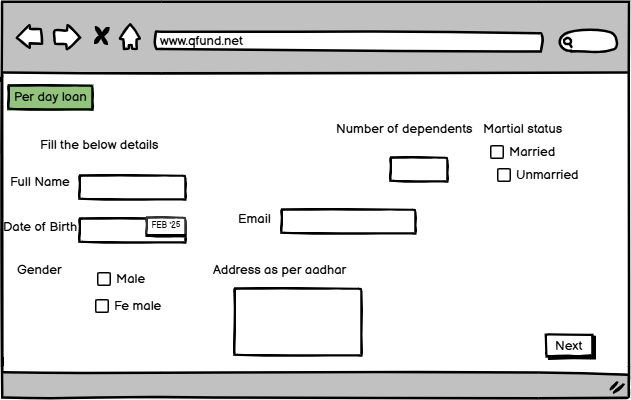 www.qfund.net
Per day loan
Fill the below details
Number of dependents
Martial status
Married
Unmarried
Full Name
Date of Birth
FEB '25
Email
Gender
Male
Fe male
Address as per aadhar
Next